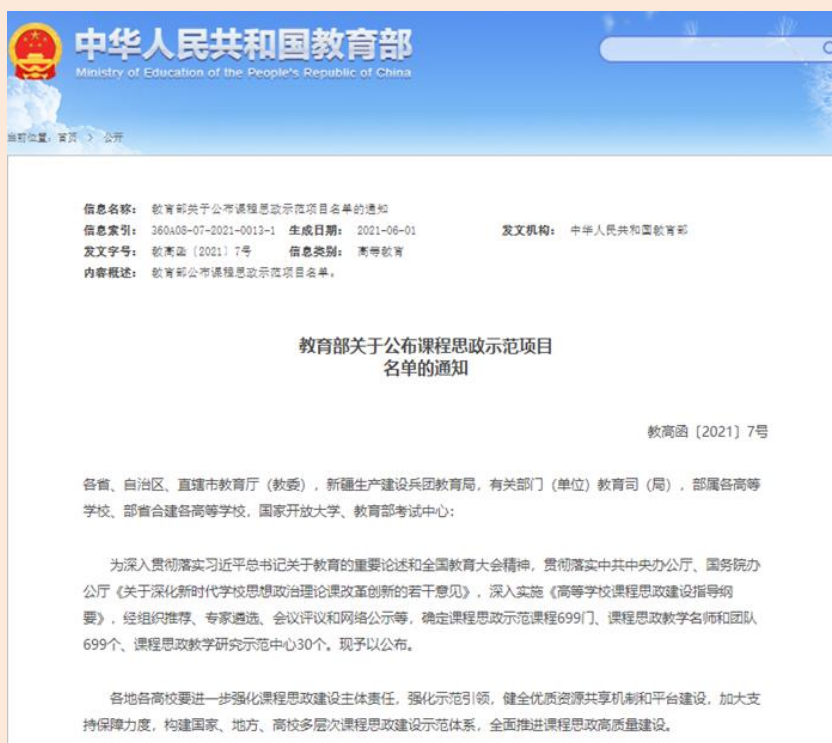 中华人民共和国教育部
Ministry of Education of the People's Republic of China
当前位置：首页 > 公开
信息名称： 教育部关于公布课程思政示范项目名单的通知
信息索引： 360A08-07-2021-0013-1 生成日期： 2021-06-01 发文机构： 中华人民共和国教育部
发文字号： 教高函〔2021〕7号 信息类别： 高等教育
内容概述： 教育部公布课程思政示范项目名单。
教育部关于公布课程思政示范项目
名单的通知
教高函〔2021〕7号
各省、自治区、直辖市教育厅（教委），新疆生产建设兵团教育局，有关部门（单位）教育司（局），部属各高等
学校、部省合建各高等学校，国家开放大学、教育部考试中心：
为深入贯彻落实习近平总书记关于教育的重要论述和全国教育大会精神，贯彻落实中共中央办公厅、国务院办
公厅《关于深化新时代学校思想政治理论课改革创新的若干意见》，深入实施《高等学校课程思政建设指导纲
要》，经组织推荐、专家遴选、会议评议和网络公示等，确定课程思政示范课程699门、课程思政教学名师和团队
699个、课程思政教学研究示范中心30个。现予以公布。
各地各高校要进一步强化课程思政建设主体责任，强化示范引领，健全优质资源共享机制和平台建设，加大支
持保障力度，构建国家、地方、高校多层次课程思政建设示范体系，全面推进课程思政高质量建设。